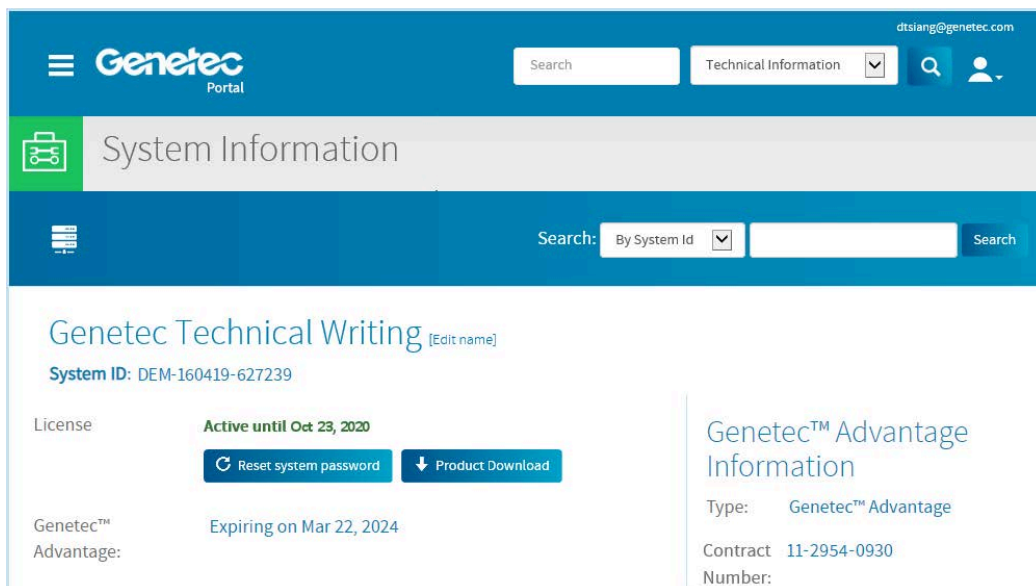 dtsiang@genetec.com
Genetec
Portal
Search
Technical Information
System Information
Search:
By System Id
Search
Genetec Technical Writing [Edit name]
System ID: DEM-160419-627239
License
Active until Oct 23, 2020
Reset system password
Product Download
Genetec™
Advantage:
Expiring on Mar 22, 2024
Genetec™ Advantage
Information
Type: Genetec™ Advantage
Contract 11-2954-0930
Number: